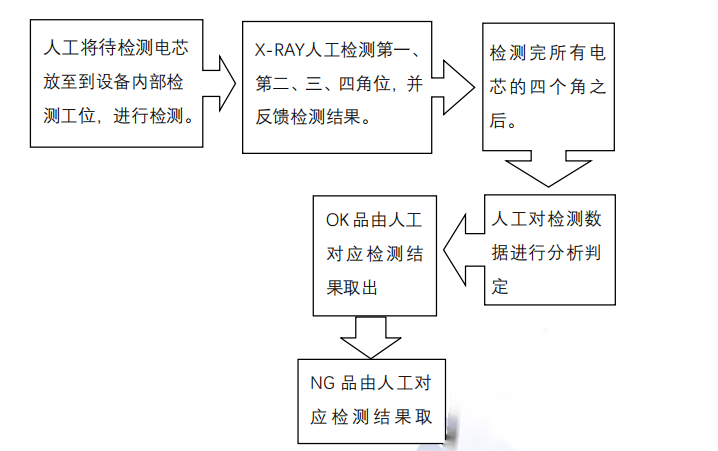 人工将待检测电芯
放至到设备内部检
测工位，进行检测。
X-RAY人工检测第一、
第二、三、四角位，并
反馈检测结果。
检测完所有电
芯的四个角之
后。
人工对检测数
据进行分析判
定
OK品由人工
对应检测结
果取出
NG品由人工对
应检测结果取